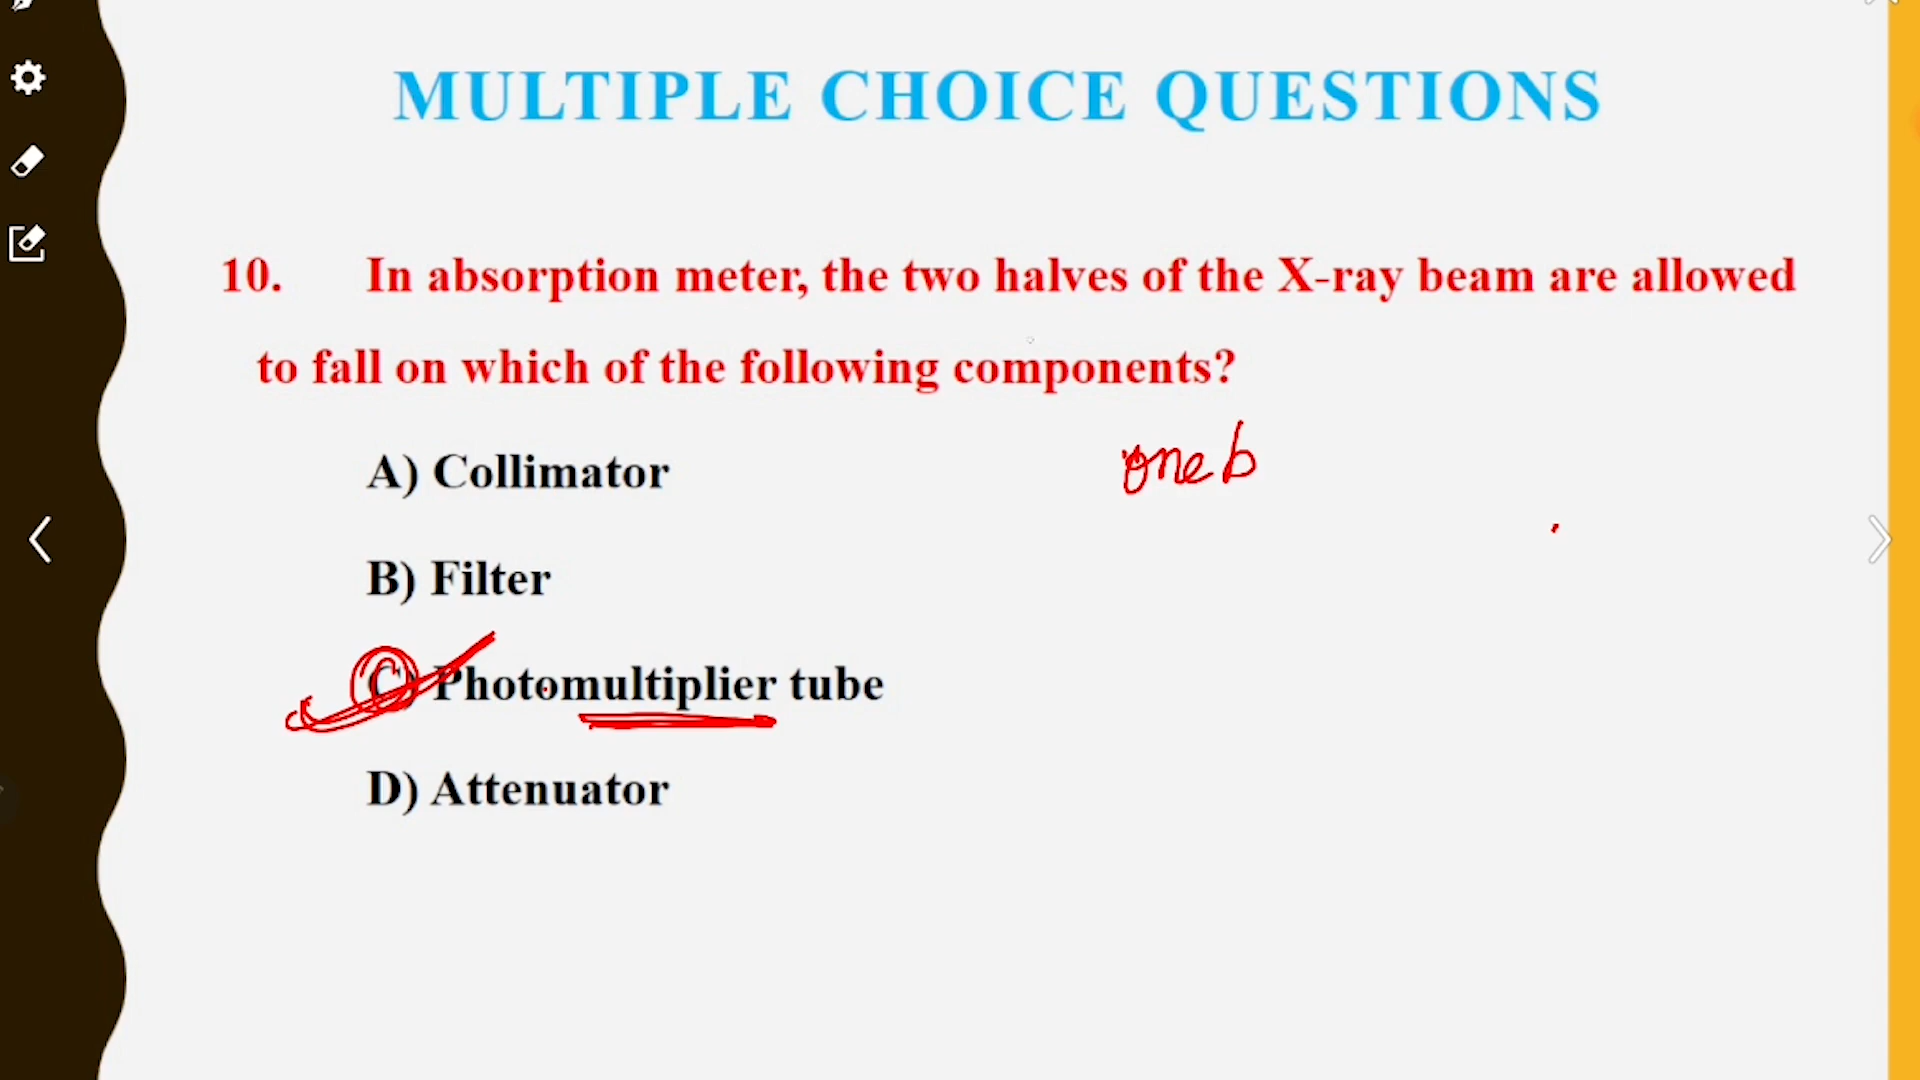 MULTIPLE CHOICE QUESTIONS
10. In absorption meter, the two halves of the X-ray beam are allowed
to fall on which of the following components?
A) Collimator
one b
B) Filter
C) Photomultiplier tube
D) Attenuator